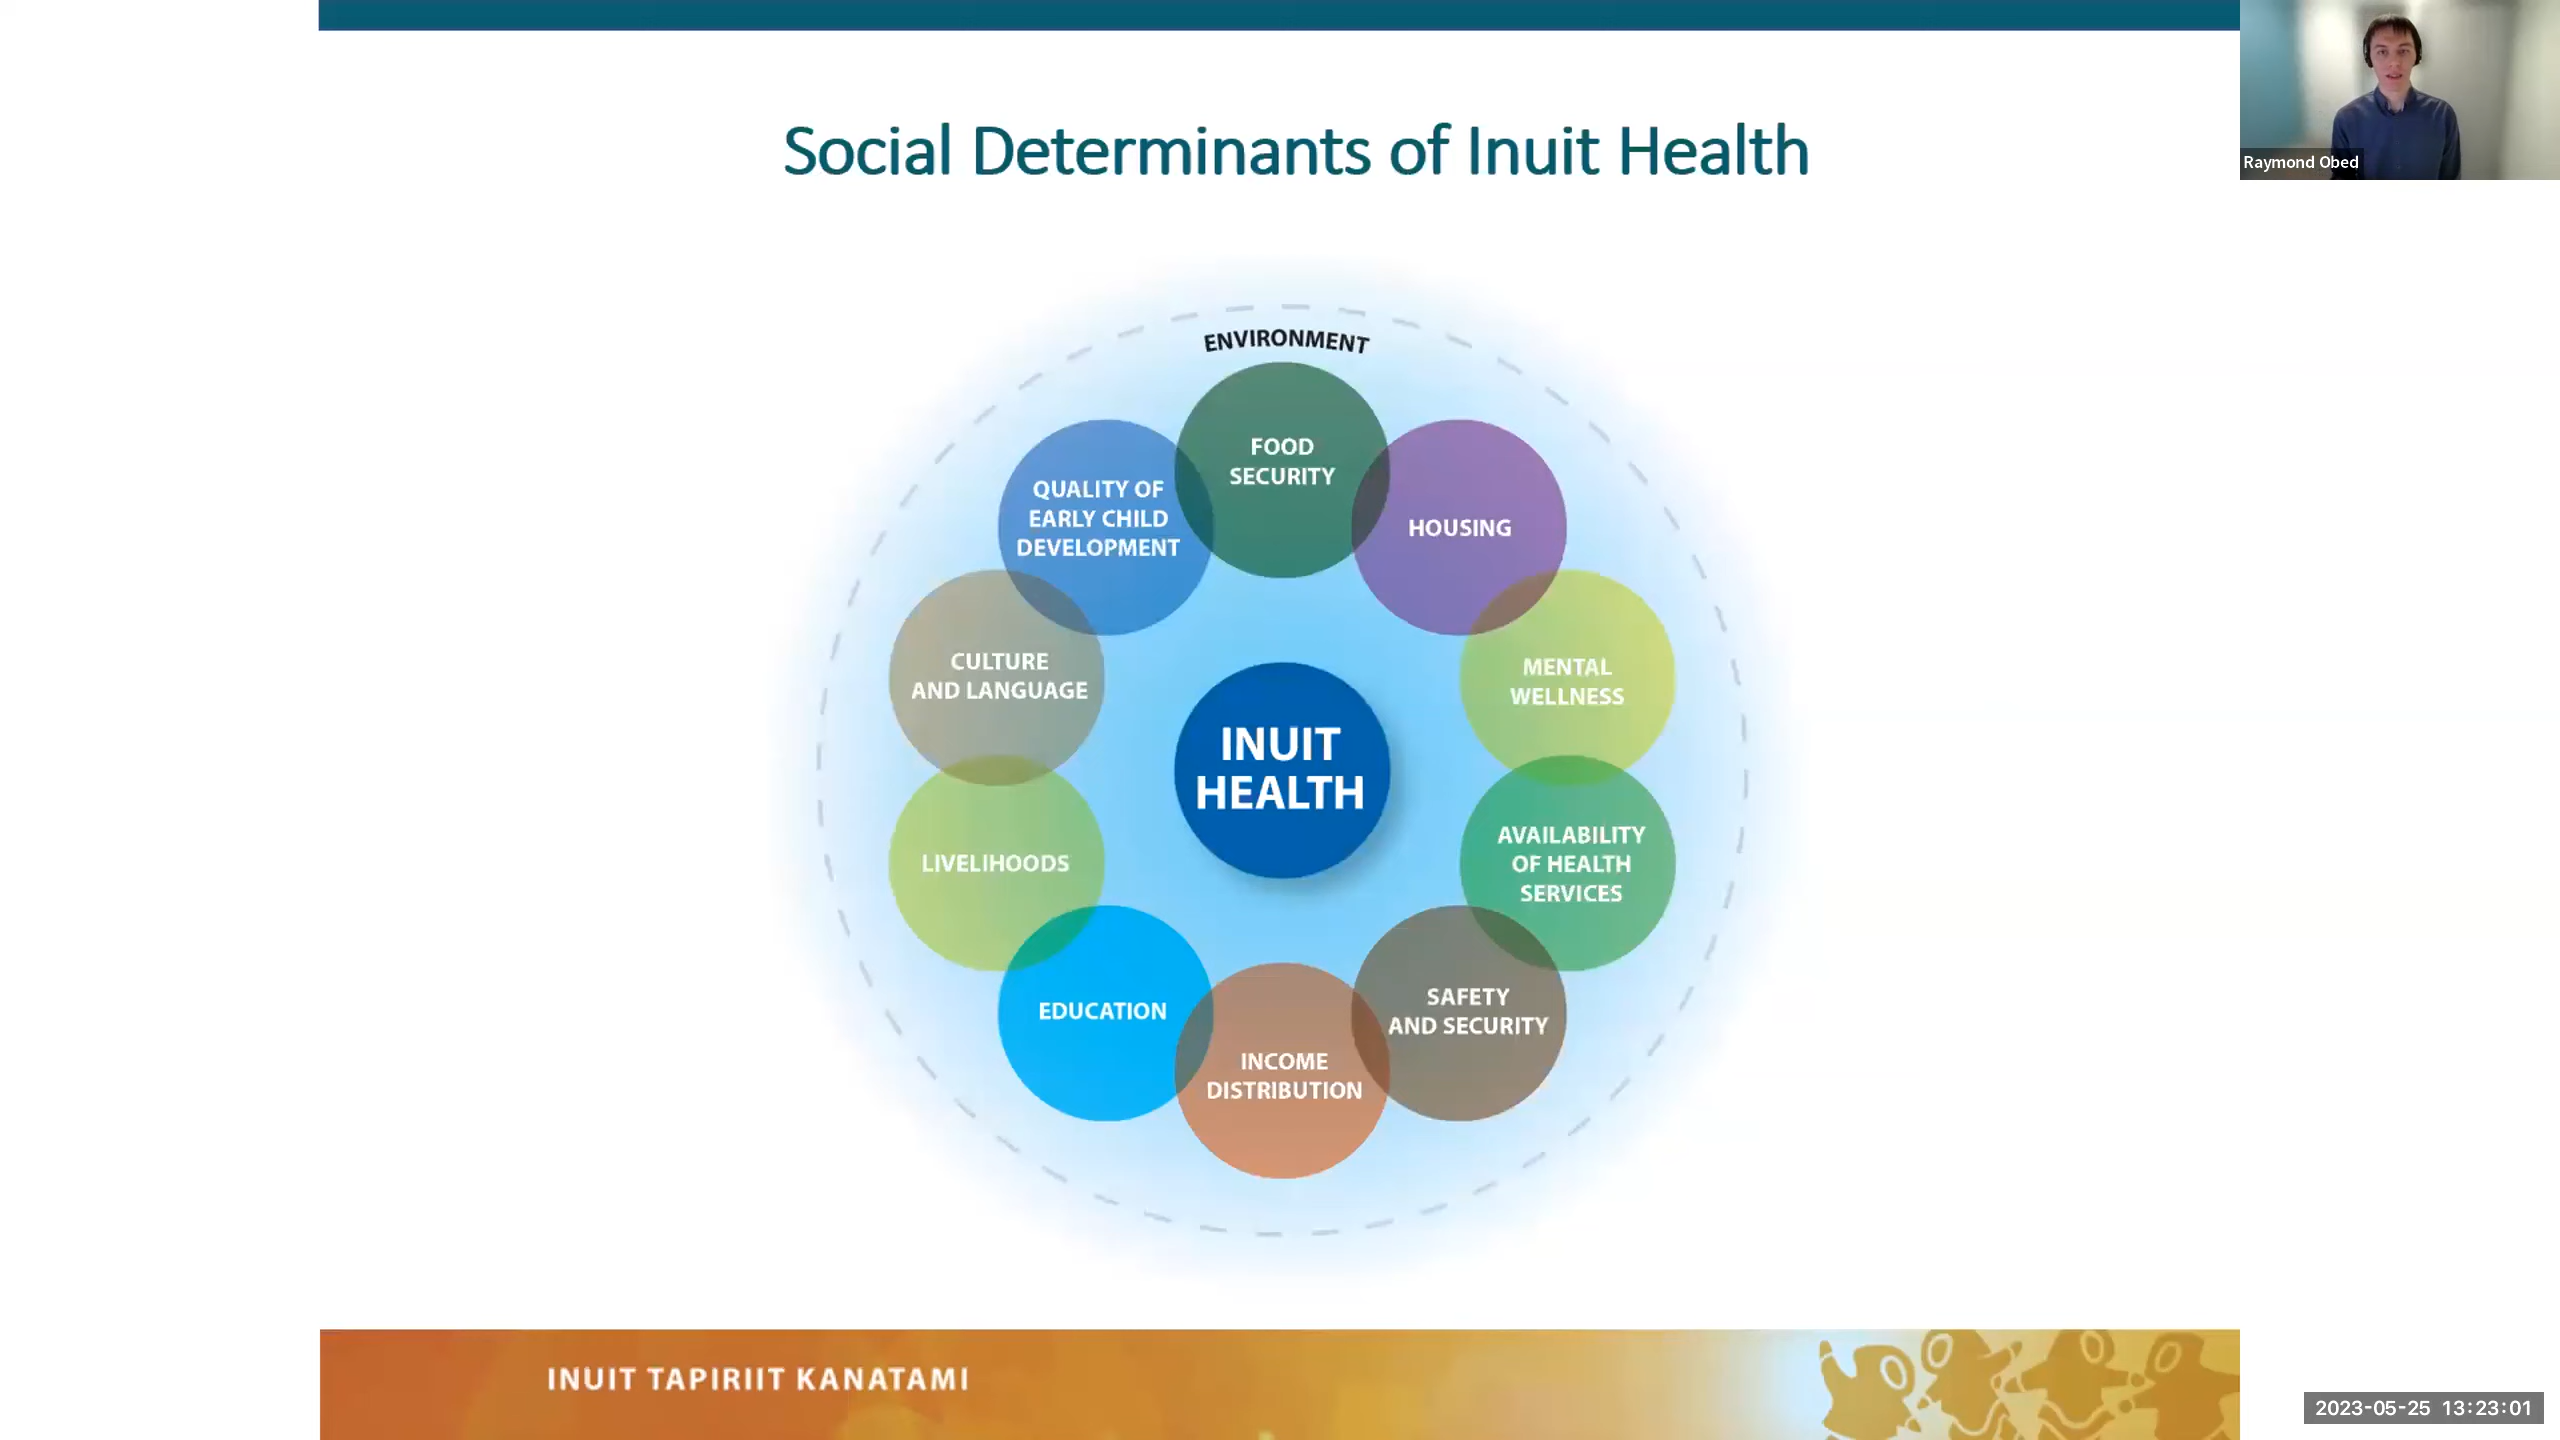 Social Determinants of Inuit Health
Raymond Obed
ENVIRONMENT
FOOD
SECURITY
HOUSING
MENTAL
WELLNESS
AVAILABILITY
OF HEALTH
SERVICES
SAFETY
AND SECURITY
INCOME
DISTRIBUTION
EDUCATION
LIVELIHOODS
CULTURE
AND LANGUAGE
QUALITY OF
EARLY CHILD
DEVELOPMENT
INUIT
HEALTH
INUIT TAPIRIIT KANATAMI
2023-05-25 13:23:01